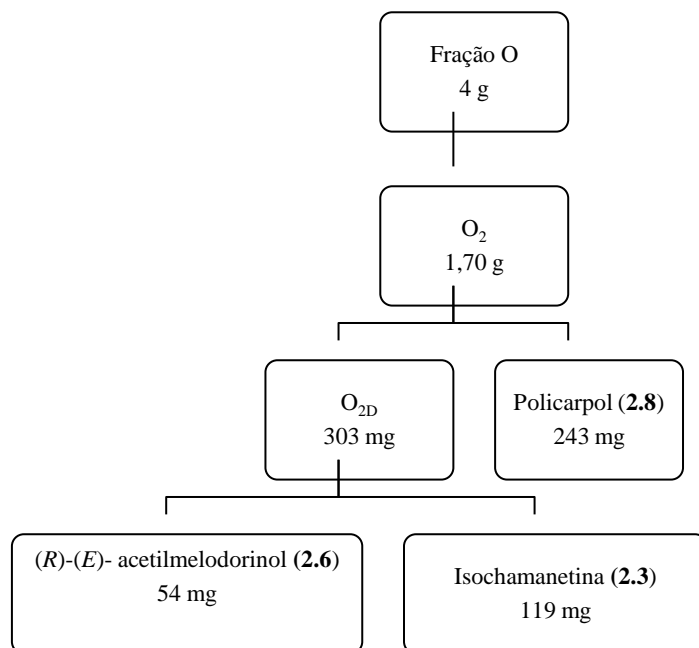 Fração O
4 g
O₂
1,70 g
O₂D
303 mg
Policarpol (2.8)
243 mg
(R)-(E)- acetilmelodorinol (2.6)
54 mg
Isochamanetina (2.3)
119 mg